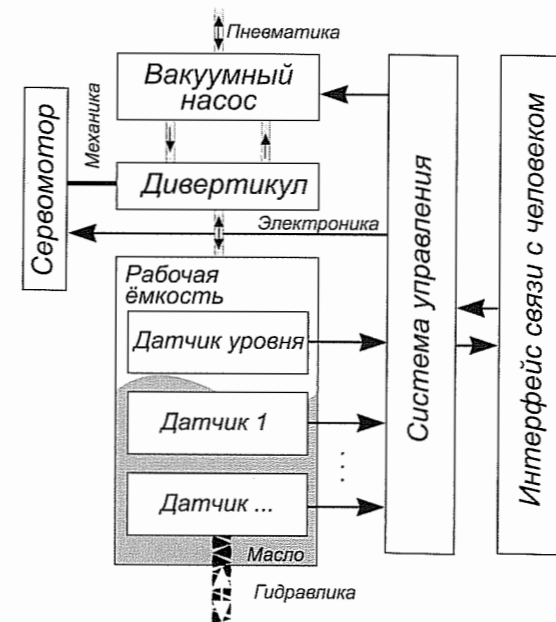 Пневматика
Вакуумный
насос
Механика
Сервомотор
Дивертикул
Электроника
Рабочая
ёмкость
Датчик уровня
Датчик 1
Датчик ...
Масло
Гидравлика
Система управления
Интерфейс связи с человеком